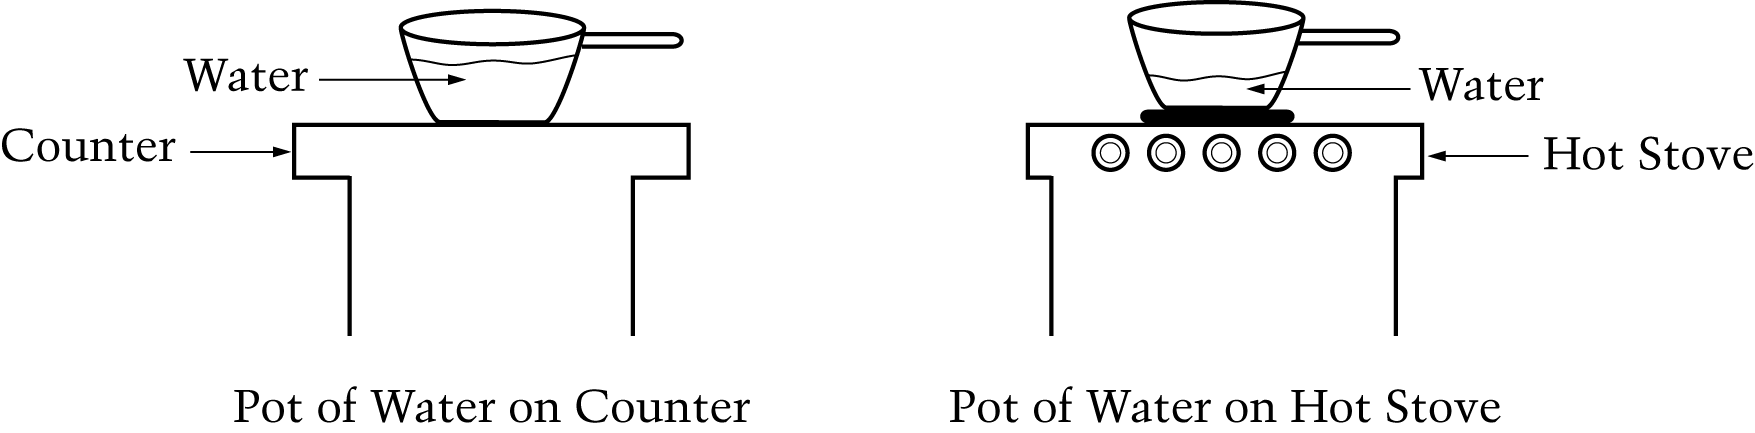 Water
Counter
Pot of Water on Counter
Water
Hot Stove
Pot of Water on Hot Stove